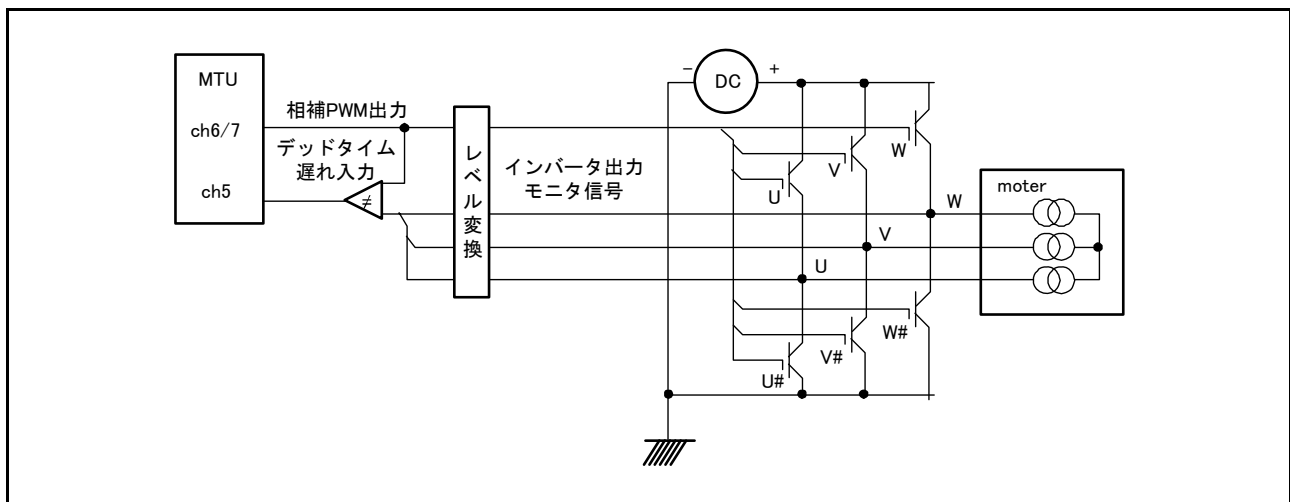 MTU
ch6/7
ch5
相補PWM出力
デッドタイム
遅れ入力
≠
レベル変換
インバータ出力
モニタ信号
−
DC
+
W
V
U
W
V
U
W#
V#
U#
moter